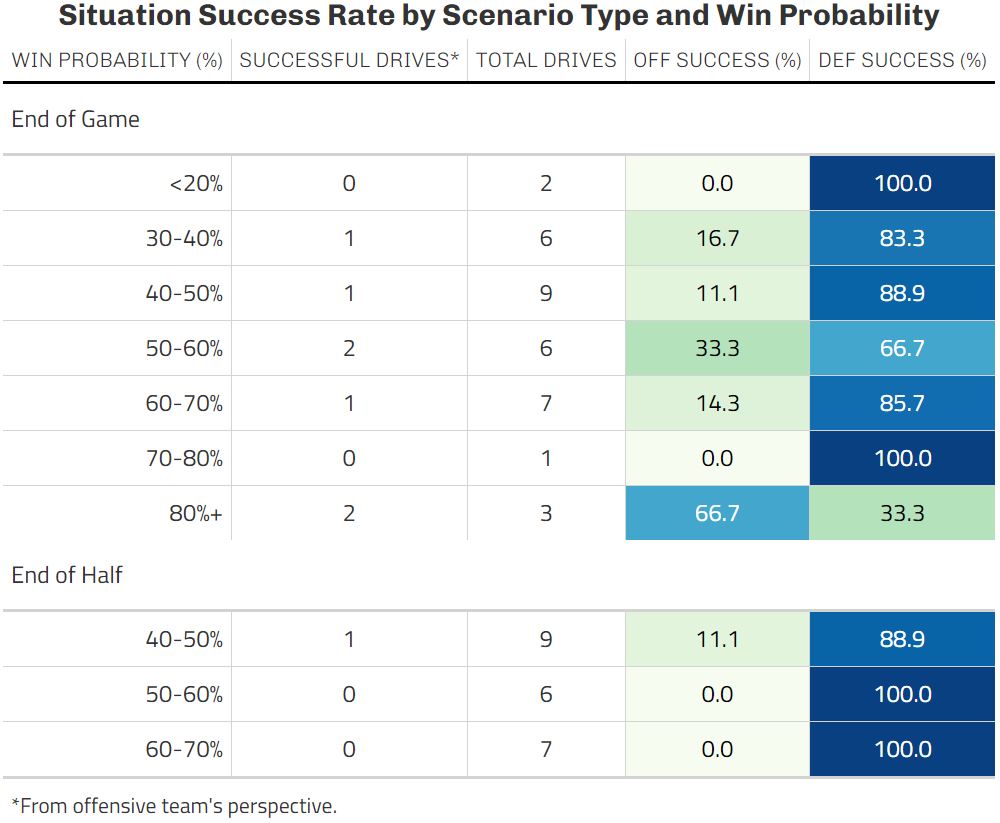 Situation Success Rate by Scenario Type and Win Probability
WIN PROBABILITY (%) SUCCESSFUL DRIVES* TOTAL DRIVES OFF SUCCESS (%) DEF SUCCESS (%)
End of Game
<20% 0 2 0.0 100.0
30-40% 1 6 16.7 83.3
40-50% 1 9 11.1 88.9
50-60% 2 6 33.3 66.7
60-70% 1 7 14.3 85.7
70-80% 0 1 0.0 100.0
80%+ 2 3 66.7 33.3
End of Half
40-50% 1 9 11.1 88.9
50-60% 0 6 0.0 100.0
60-70% 0 7 0.0 100.0
*From offensive team's perspective.